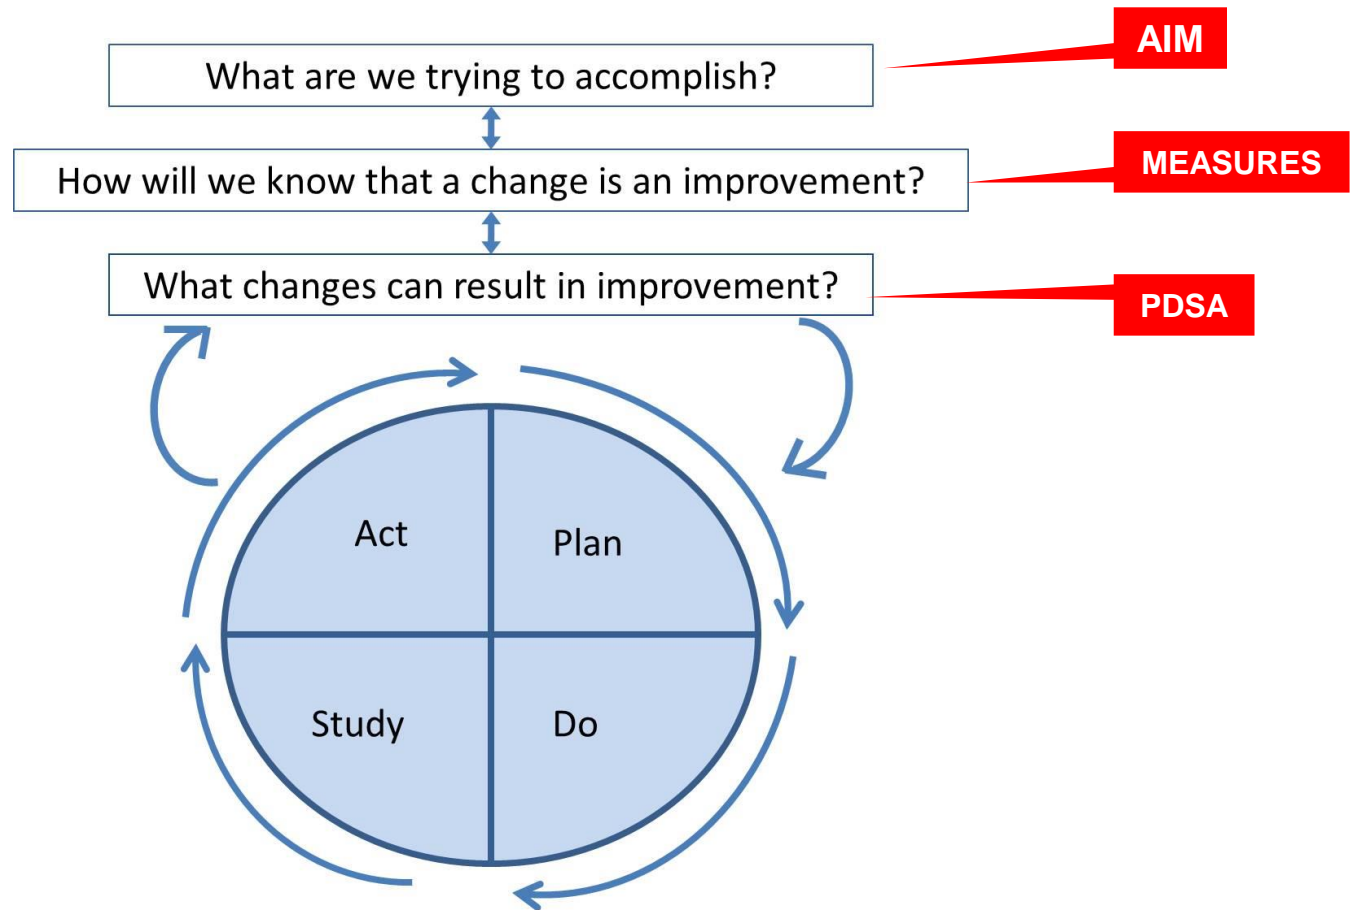 AIM
What are we trying to accomplish?
MEASURES
How will we know that a change is an improvement?
What changes can result in improvement?
PDSA
Act
Plan
Study
Do